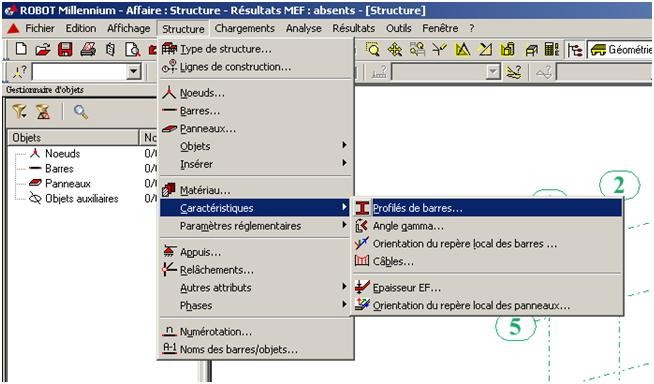 ROBOT Millennium - Affaire : Structure - Résultats MEF : absents - [Structure]
Fichier Edition Affichage Structure Chargements Analyse Résultats Outils Fenêtre ?
Géométrie
Gestionnaire d'objets
Objets
Noeuds
Barres
Panneaux
Objets auxiliaires
Type de structure...
Lignes de construction...
Noeuds...
Barres...
Panneaux...
Objets
Insérer
Matériau...
Caractéristiques
Paramètres réglementaires
Appuis...
Relâchements...
Autres attributs
Phases
Numérotation...
Noms des barres/objets...
Profilés de barres...
Angle gamma...
Orientation du repère local des barres ...
Câbles...
Epaisseur EF...
Orientation du repère local des panneaux...
2
5